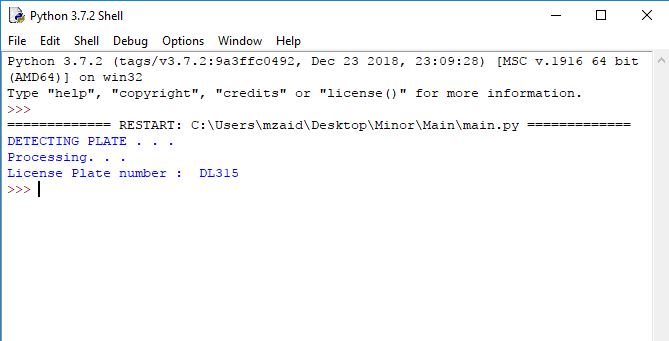 Python 3.7.2 Shell
File Edit Shell Debug Options Window Help
Python 3.7.2 (tags/v3.7.2:9a3ffc0492, Dec 23 2018, 23:09:28) [MSC v.1916 64 bit
(AMD64)] on win32
Type "help", "copyright", "credits" or "license()" for more information.
>>>
============= RESTART: C:\Users\mzaid\Desktop\Minor\Main\main.py =============
DETECTING PLATE . . .
Processing. . .
License Plate number :  DL315
>>>